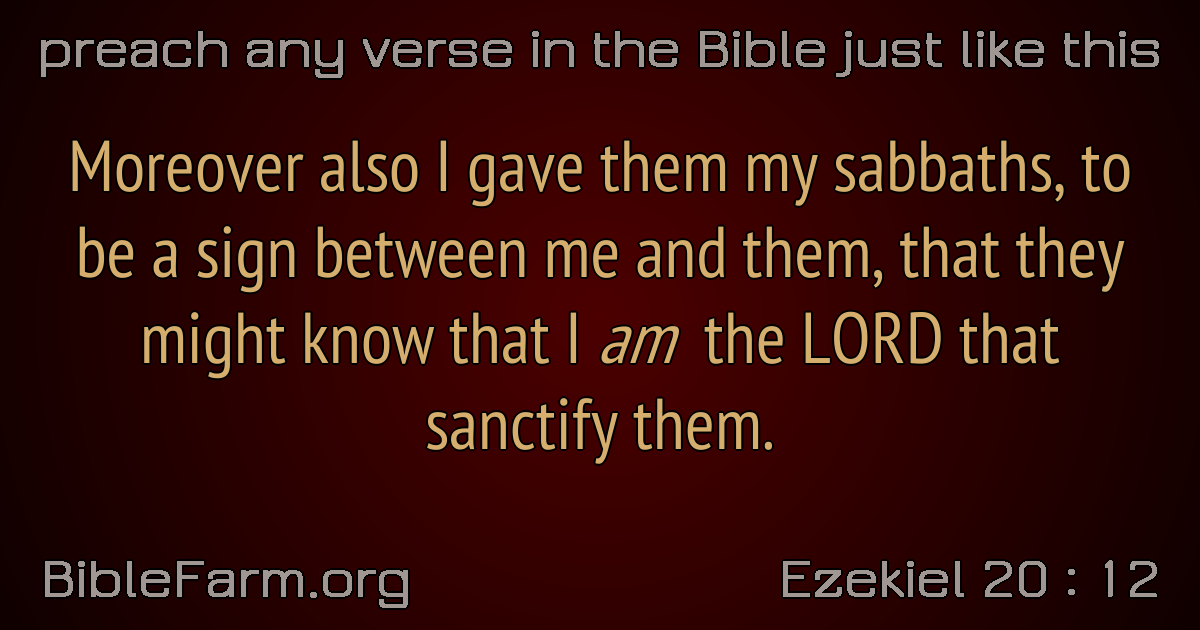 preach any verse in the Bible just like this
Moreover also I gave them my sabbaths, to
be a sign between me and them, that they
might know that I am the LORD that
sanctify them.
BibleFarm.org
Ezekiel 20 : 12